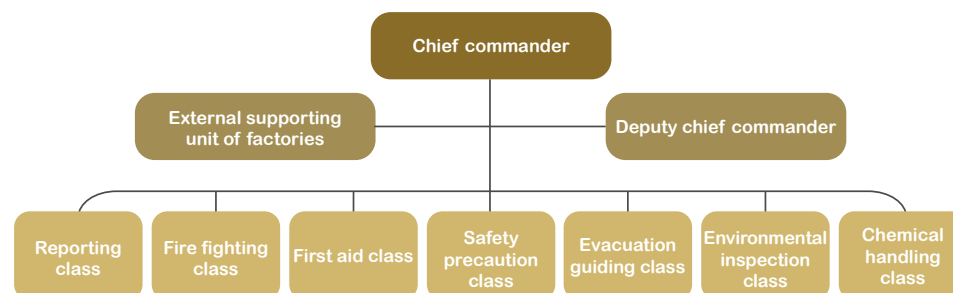 Chief commander
External supporting
unit of factories
Deputy chief commander
Reporting
class
Fire fighting
class
First aid class
Safety
precaution
class
Evacuation
guiding class
Environmental
inspection
class
Chemical
handling
class